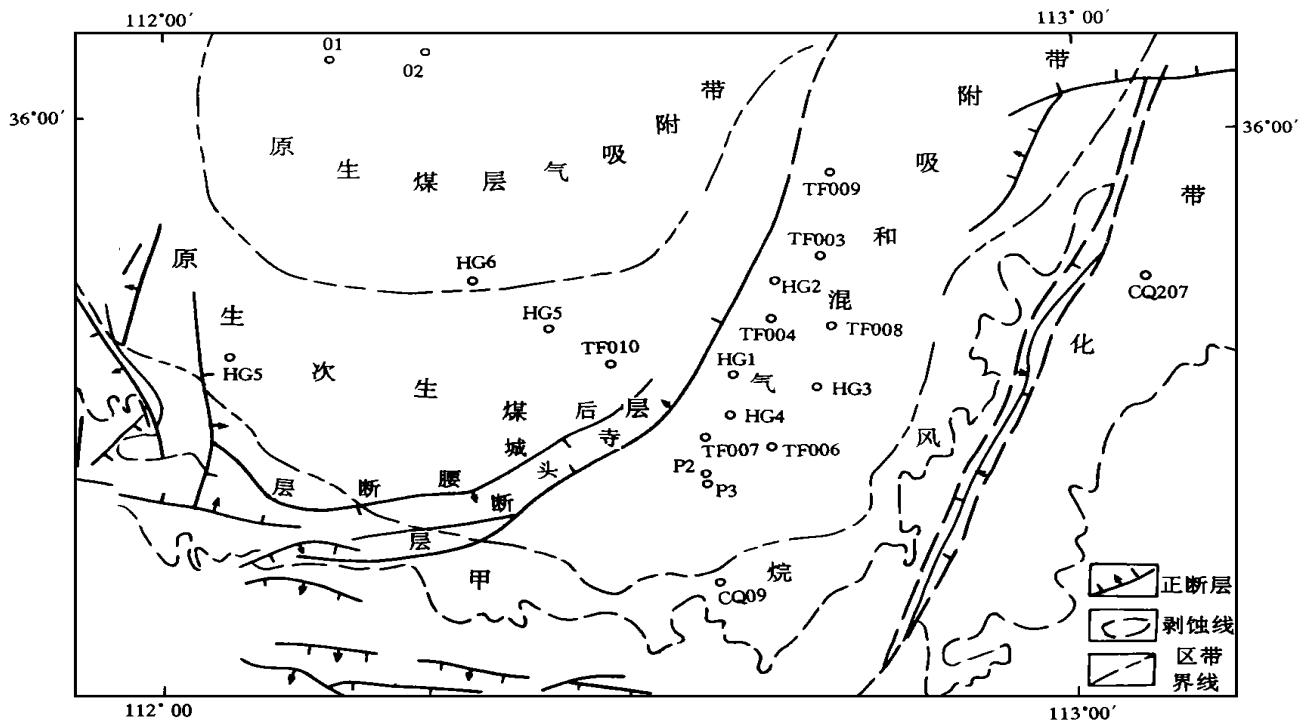 112°00′
113°00′
01
02
36°00′
36°00′
原生煤层气吸附带
原生次生煤层气混和吸附带
甲烷风化带
TF009
TF003
HG6
HG2
CQ207
HG5
TF004
TF008
TF010
HG1
HG5
HG3
HG4
TF007
TF006
P2
P3
后城腰断层
寺头断层
CQ09
正断层
剥蚀线
区带
界线
112°00
113°00′